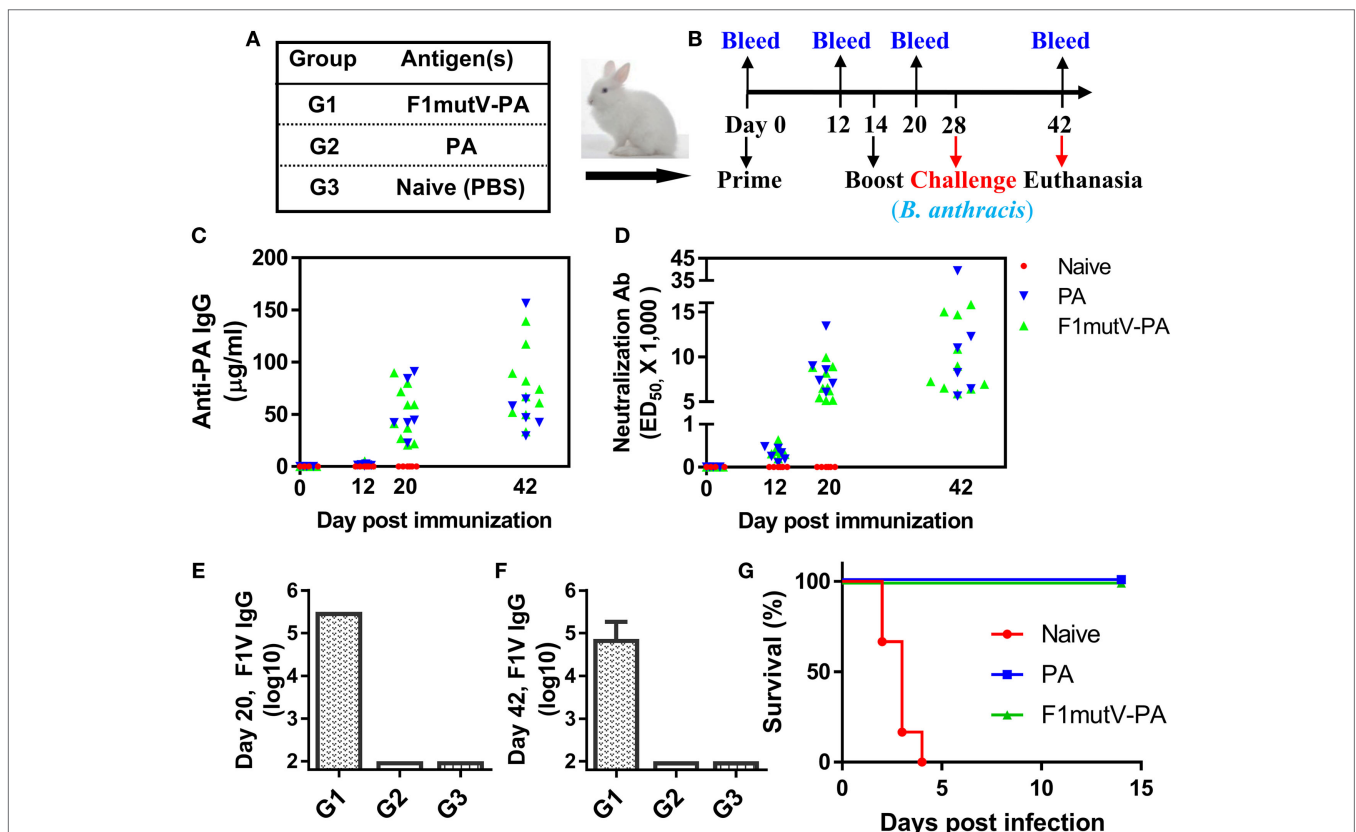 A
Group Antigen(s)
G1 F1mutV-PA
G2 PA
G3 Naive (PBS)
B
Bleed Bleed Bleed Bleed
Day 0 12 14 20 28 42
Prime Boost Challenge Euthanasia
(B. anthracis)
C
Anti-PA IgG
(μg/ml)
200
150
100
50
0
0 12 20 42
Day post immunization
D
Neutralization Ab
(ED50, X 1,000)
45
35
15
10
5
1
0
0 12 20 42
Day post immunization
Naive
PA
F1mutV-PA
E
Day 20, F1V IgG
(log10)
6
5
4
3
2
G1 G2 G3
F
Day 42, F1V IgG
(log10)
6
5
4
3
2
G1 G2 G3
G
Survival (%)
100
50
0
0 5 10 15
Days post infection
Naive
PA
F1mutV-PA